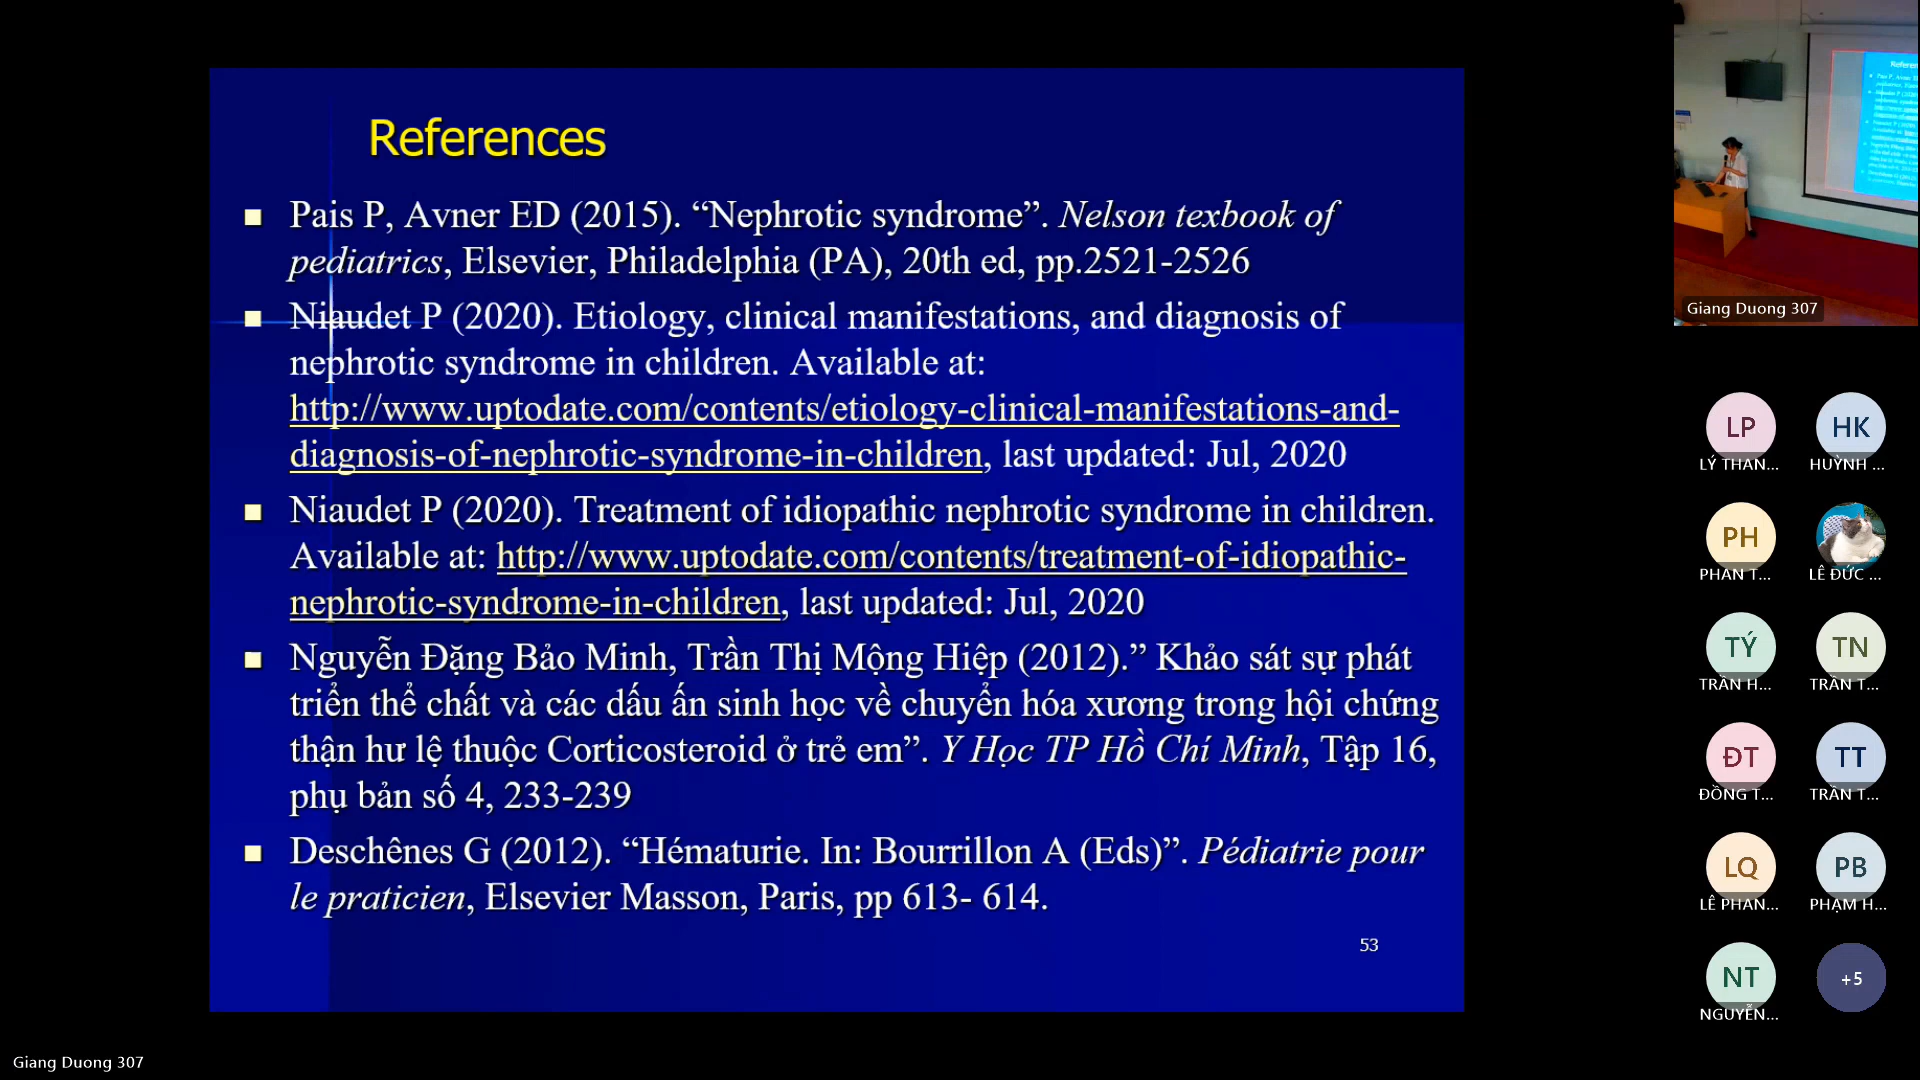 References
Pais P, Avner ED (2015). “Nephrotic syndrome”. Nelson texbook of
pediatrics, Elsevier, Philadelphia (PA), 20th ed, pp.2521-2526
Niaudet P (2020). Etiology, clinical manifestations, and diagnosis of
nephrotic syndrome in children. Available at:
http://www.uptodate.com/contents/etiology-clinical-manifestations-and-
diagnosis-of-nephrotic-syndrome-in-children, last updated: Jul, 2020
Niaudet P (2020). Treatment of idiopathic nephrotic syndrome in children.
Available at: http://www.uptodate.com/contents/treatment-of-idiopathic-
nephrotic-syndrome-in-children, last updated: Jul, 2020
Nguyễn Đặng Bảo Minh, Trần Thị Mộng Hiệp (2012).” Khảo sát sự phát
triển thể chất và các dấu ấn sinh học về chuyển hóa xương trong hội chứng
thận hư lệ thuộc Corticosteroid ở trẻ em”. Y Học TP Hồ Chí Minh, Tập 16,
phụ bản số 4, 233-239
Deschênes G (2012). “Hématurie. In: Bourrillon A (Eds)”. Pédiatrie pour
le praticien, Elsevier Masson, Paris, pp 613- 614.
53
Giang Duong 307
Giang Duong 307
LP
HK
LÝ THAN...
HUỲNH ...
PH
PHAN T...
LÊ ĐỨC ...
TÝ
TN
TRẦN H...
TRẦN T...
ĐT
TT
ĐỒNG T...
TRẦN T...
LQ
PB
LÊ PHAN...
PHẠM H...
NT
+5
NGUYỄN...